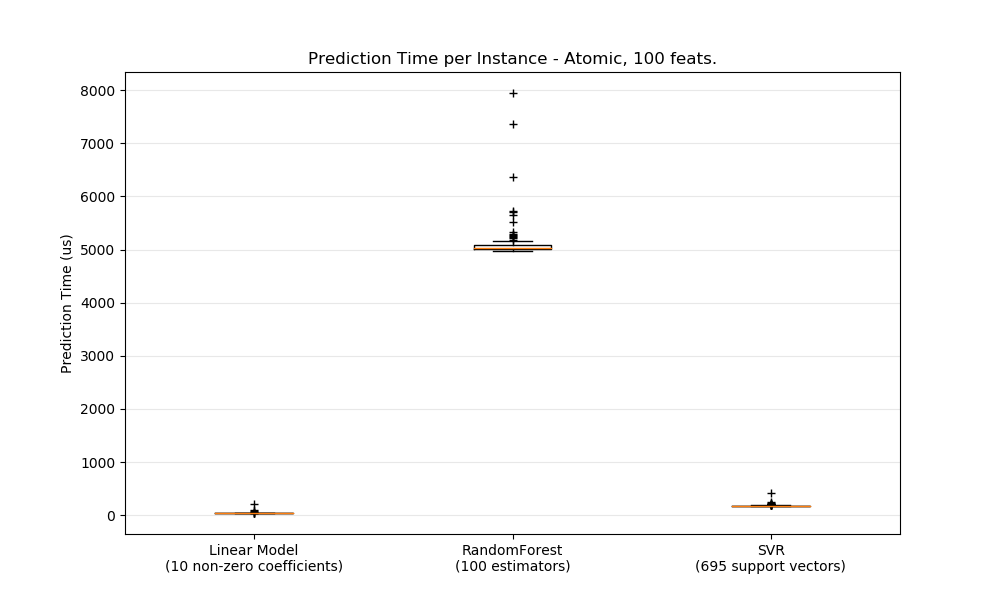 Prediction Time per Instance - Atomic, 100 feats.
Prediction Time (us)
8000
7000
6000
5000
4000
3000
2000
1000
0
Linear Model
(10 non-zero coefficients)
RandomForest
(100 estimators)
SVR
(695 support vectors)